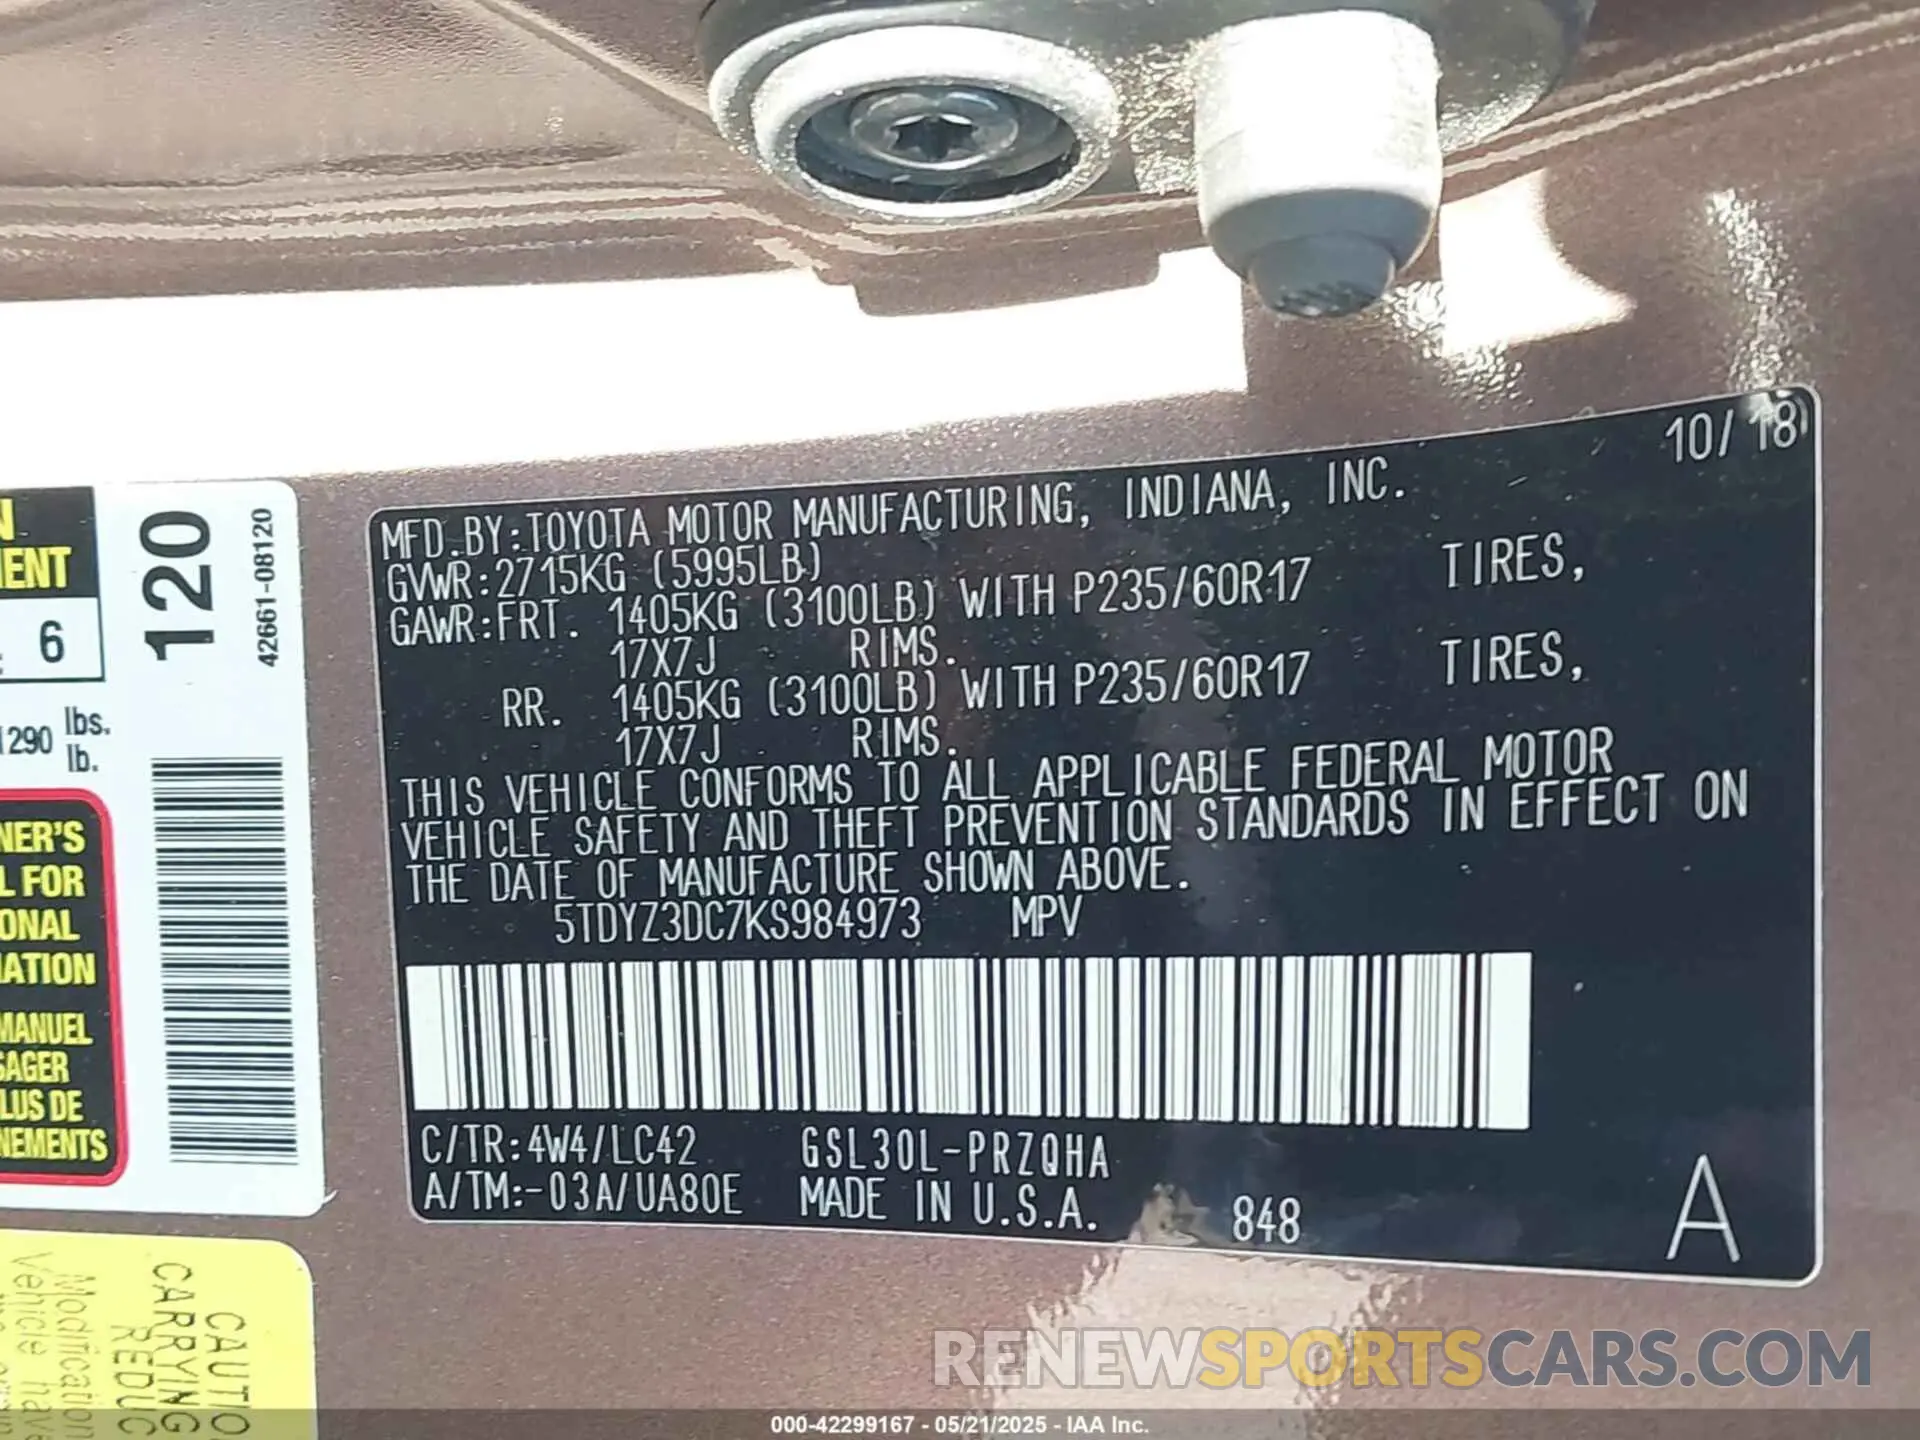 10/18
MFD.BY:TOYOTA MOTOR MANUFACTURING, INDIANA, INC.
GVWR:2715KG (5995LB)
GAWR:FRT. 1405KG (3100LB) WITH P235/60R17 TIRES,
17X7J RIMS.
RR. 1405KG (3100LB) WITH P235/60R17 TIRES,
17X7J RIMS.
THIS VEHICLE CONFORMS TO ALL APPLICABLE FEDERAL MOTOR
VEHICLE SAFETY AND THEFT PREVENTION STANDARDS IN EFFECT ON
THE DATE OF MANUFACTURE SHOWN ABOVE.
5TDYZ3DC7KS984973 MPV
C/TR:4W4/LC42 GSL30L-PRZQHA
A/TM:-03A/UA80E MADE IN U.S.A. 848
A
N
ENT
: 6
1290 lbs.
lb.
120
42661-08120
NER'S
L FOR
ONAL
ATION
MANUEL
SAGER
LUS DE
NEMENTS
CAUTIO
CARRYING
REDUC
Modification
Vehicle have
RENEWSPORTSCARS.COM
000-42299167 - 05/21/2025 - IAA Inc.